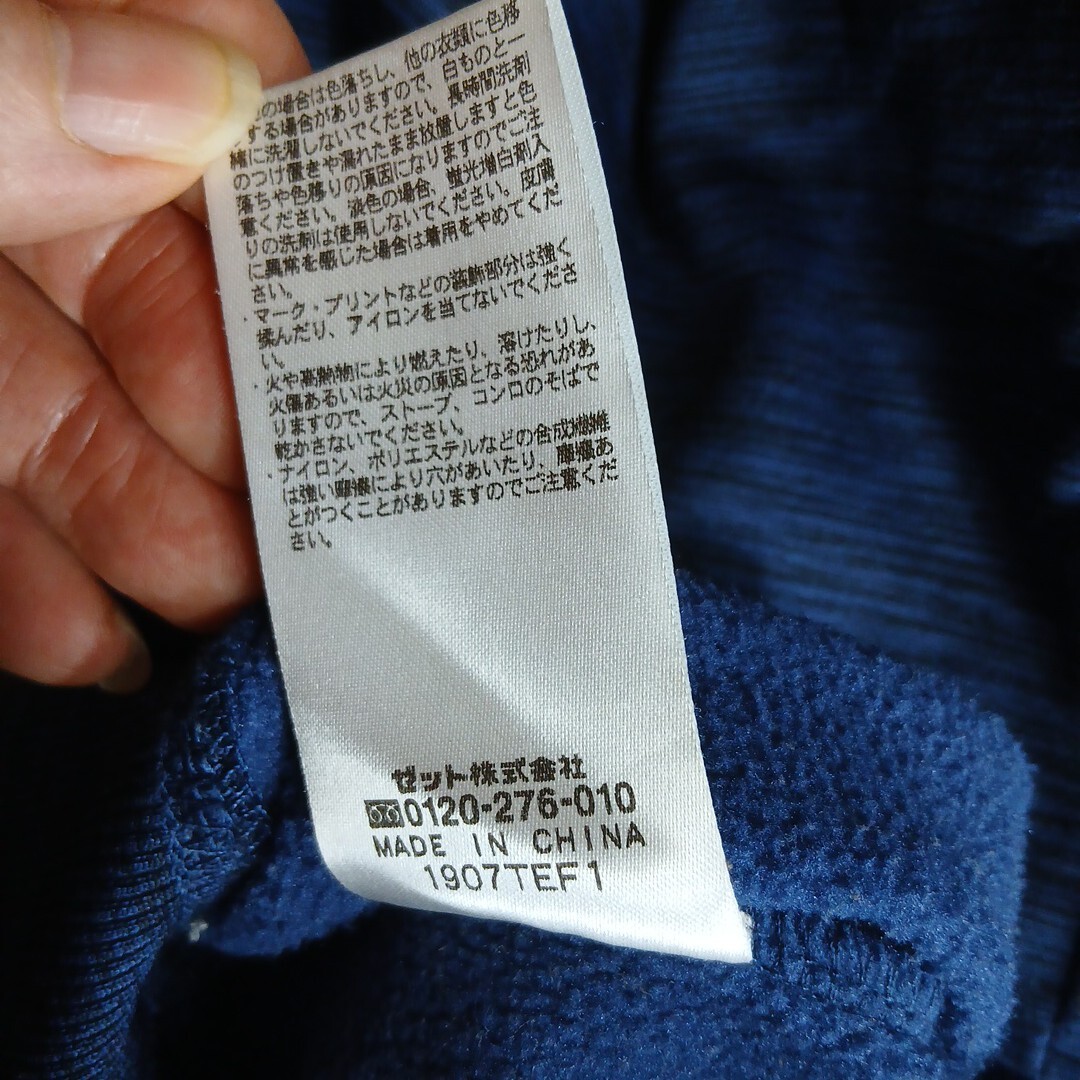 の場合は色落ちし、他の衣類に色移
する場合がありますので、白ものと一
緒に洗濯しないでください。長時間洗剤
のつけ置きや濡れたまま放置しますと色
落ちや色移りの原因になりますのでご注
意ください。淡色の場合、蛍光増白剤入
りの洗剤は使用しないでください。皮膚
に異常を感じた場合は着用をやめてくだ
さい。
・マーク・プリントなどの装飾部分は強く
揉んだり、アイロンを当てないでくださ
い。
・火や高熱物により燃えたり、溶けたりし、
火傷あるいは火災の原因となる恐れがあ
りますので、ストーブ、コンロのそばで
乾かさないでください。
・ナイロン、ポリエステルなどの合成繊維
は強い摩擦により穴があいたり、摩擦あ
とがつくことがありますのでご注意くだ
さい。
ゼット株式会社
0120-276-010
MADE IN CHINA
1907TEF1